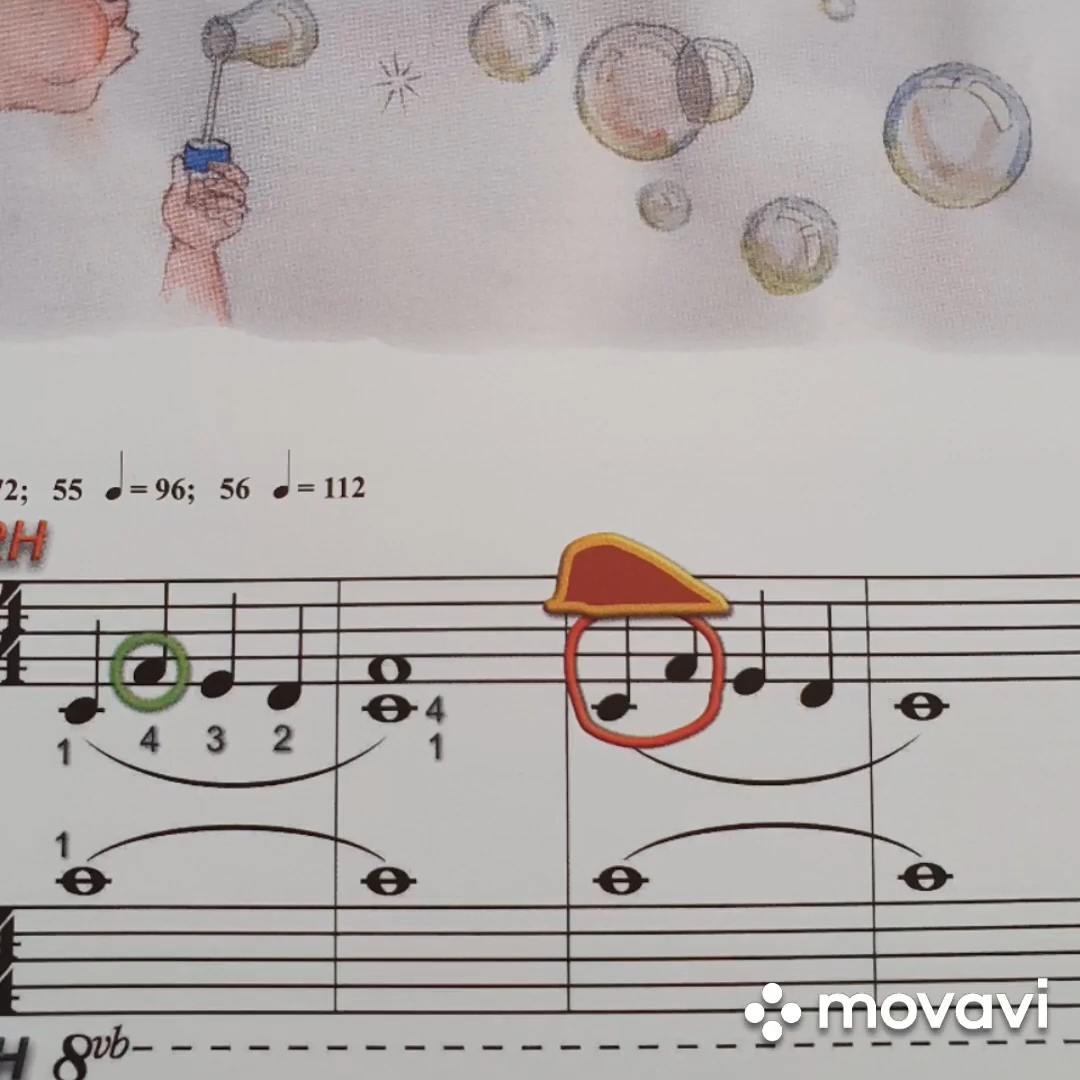 72; 55 ♩= 96; 56 ♩= 112
RH
1 4 3 2 4
1
1
8vb
movavi